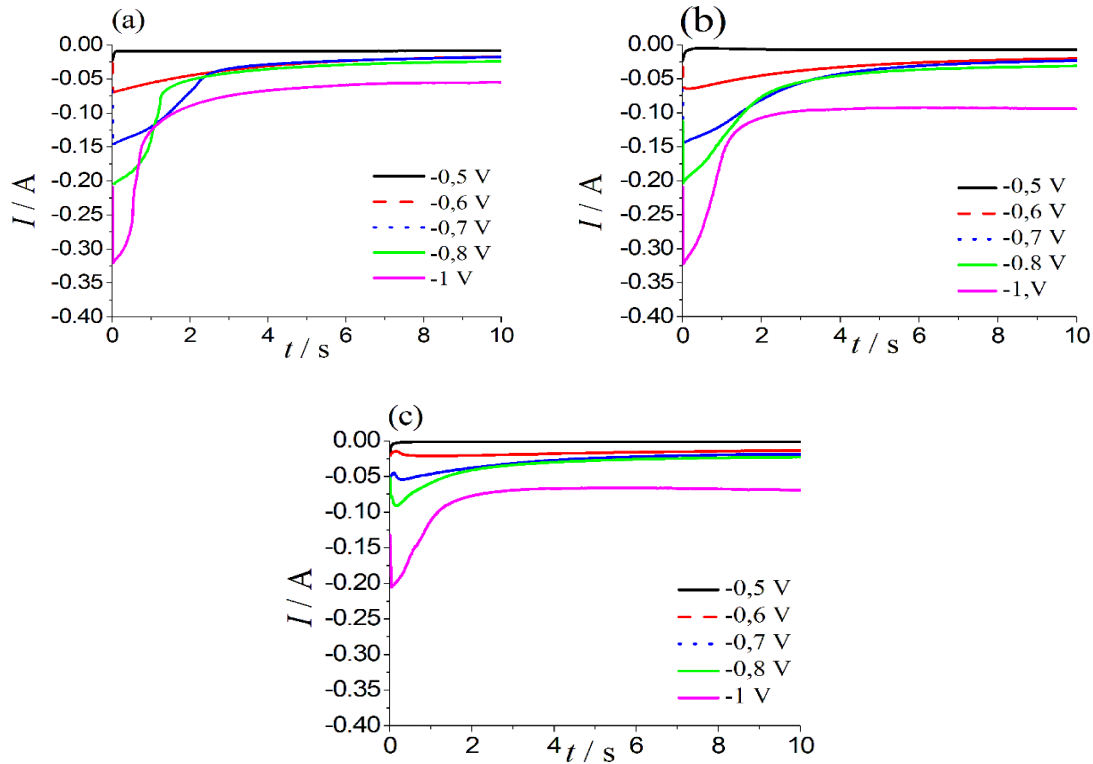 (a)
0.00
-0.05
-0.10
-0.15
-0.20
-0.25
-0.30
-0.35
-0.40
I / A
-0,5 V
-0,6 V
-0,7 V
-0,8 V
-1 V
0 2 4 6 8 10
t / s
(b)
0.00
-0.05
-0.10
-0.15
-0.20
-0.25
-0.30
-0.35
-0.40
I / A
-0,5 V
-0,6 V
-0,7 V
-0.8 V
-1,V
0 2 4 6 8 10
t / s
(c)
0.00
-0.05
-0.10
-0.15
-0.20
-0.25
-0.30
-0.35
-0.40
I / A
-0,5 V
-0,6 V
-0,7 V
-0,8 V
-1 V
0 2 4 6 8 10
t / s